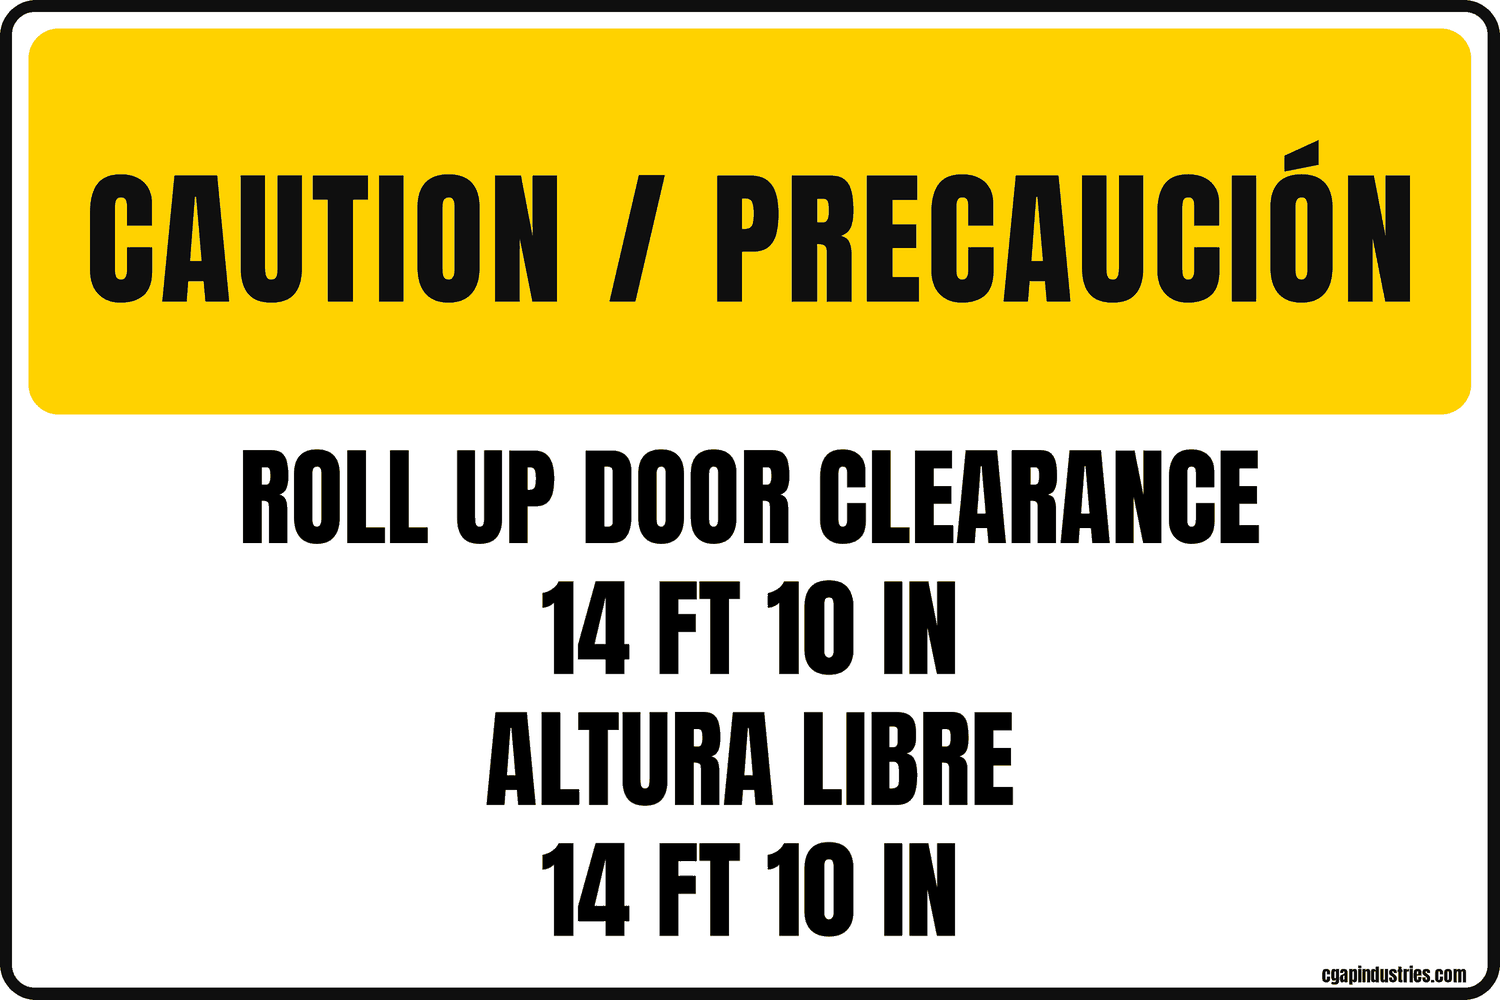 CAUTION / PRECAUCIÓN
ROLL UP DOOR CLEARANCE
14 FT 10 IN
ALTURA LIBRE
14 FT 10 IN
cgapindustries.com